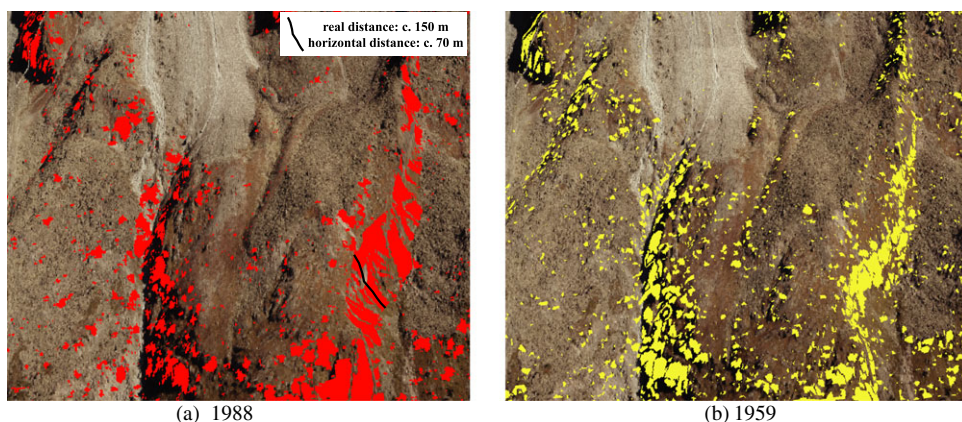 real distance: c. 150 m
horizontal distance: c. 70 m
(a) 1988
(b) 1959